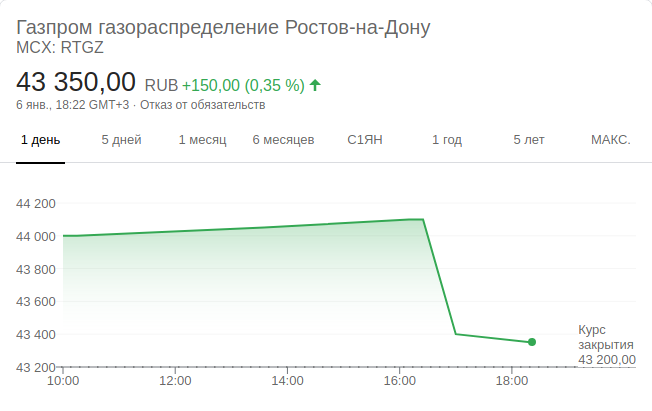 Газпром газораспределение Ростов-на-Дону
MCX: RTGZ
43 350,00 RUB +150,00 (0,35 %)
6 янв., 18:22 GMT+3 · Отказ от обязательств
1 день 5 дней 1 месяц 6 месяцев С1ЯН 1 год 5 лет МАКС.
44 200
44 000
43 800
43 600
43 400
Курс
закрытия
43 200,00
43 200
10:00 12:00 14:00 16:00 18:00